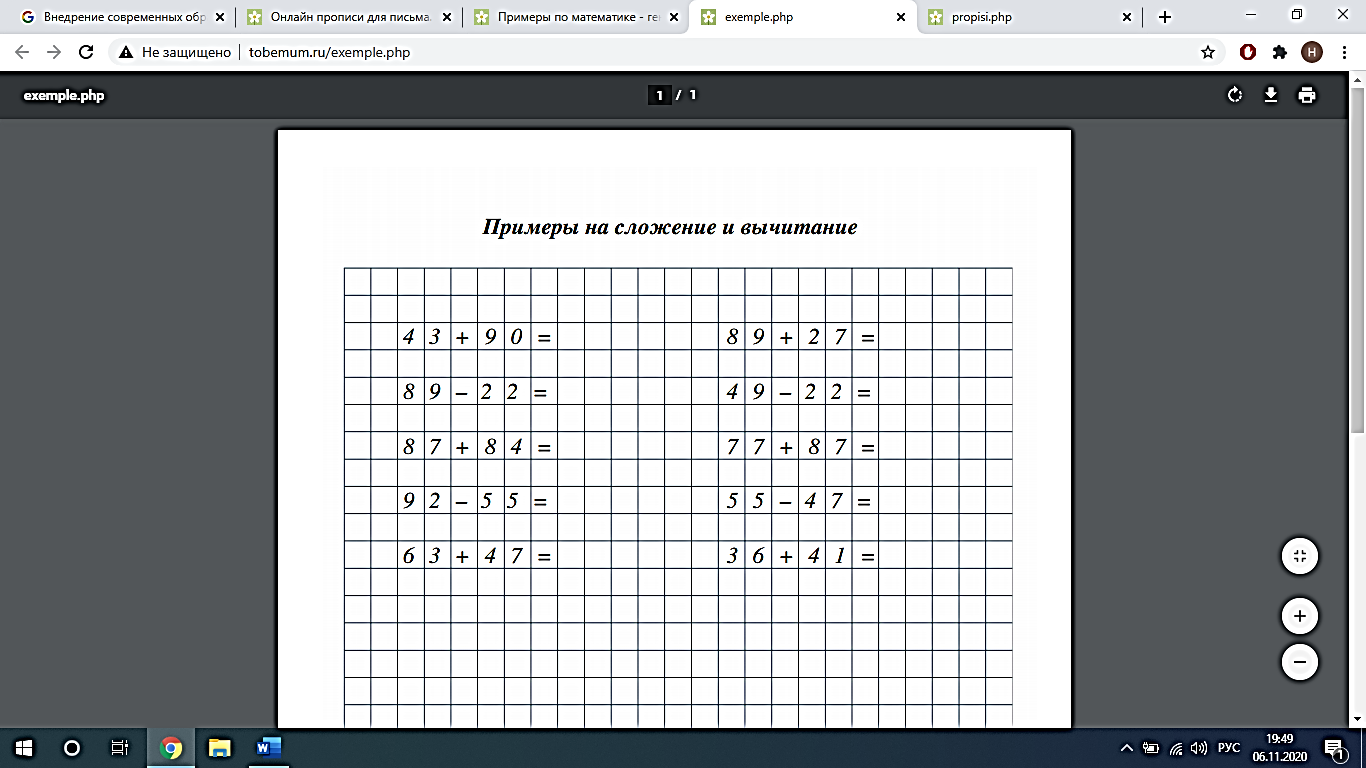 Внедрение современных обр
Онлайн прописи для письма.
Примеры по математике - ген
exemple.php
propisi.php
Не защищено
tobemum.ru/exemple.php
Н
exemple.php
1 / 1
Примеры на сложение и вычитание
43+90= 89+27=
89–22= 49–22=
87+84= 77+87=
92–55= 55–47=
63+47= 36+41=
РУС
19:49
06.11.2020
1